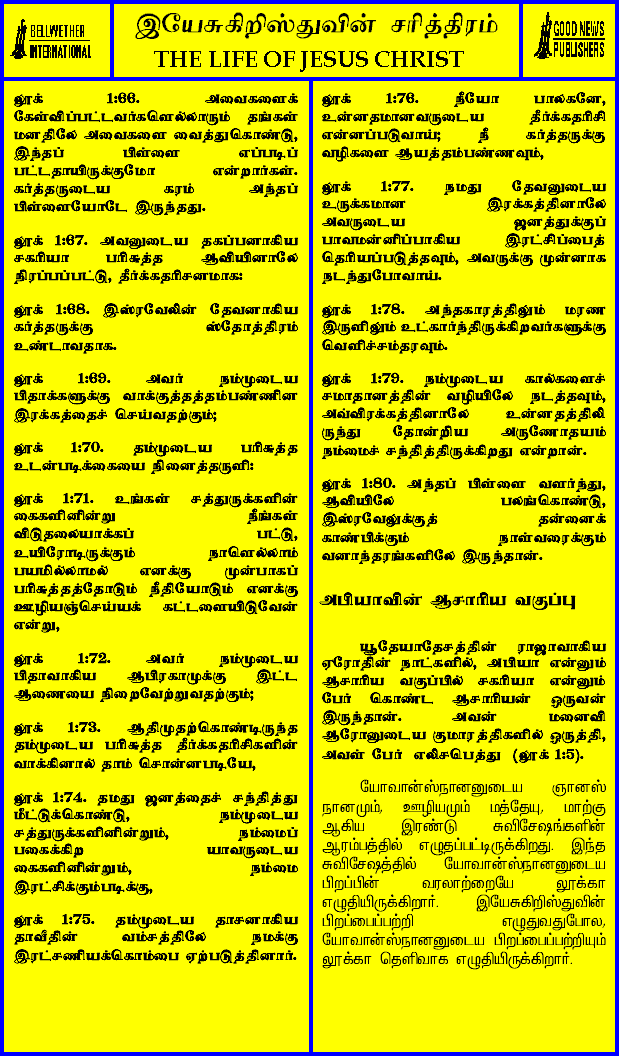 BELLWETHER
INTERNATIONAL
இயேசுகிறிஸ்துவின் சரித்திரம்
THE LIFE OF JESUS CHRIST
GOOD NEWS
PUBLISHERS
லூக் 1:66. அவைகளைக்
கேள்விப்பட்டவர்களெல்லாரும் தங்கள்
மனதிலே அவைகளை வைத்துகொண்டு,
இந்தப் பிள்ளை எப்படிப்
பட்டதாயிருக்குமோ என்றார்கள்.
கர்த்தருடைய கரம் அந்தப்
பிள்ளையோடே இருந்தது.
லூக் 1:67. அவனுடைய தகப்பனாகிய
சகரியா பரிசுத்த ஆவியினாலே
நிரப்பப்பட்டு, தீர்க்கதரிசனமாக:
லூக் 1:68. இஸ்ரவேலின் தேவனாகிய
கர்த்தருக்கு ஸ்தோத்திரம்
உண்டாவதாக.
லூக் 1:69. அவர் நம்முடைய
பிதாக்களுக்கு வாக்குத்தத்தம்பண்ணின
இரக்கத்தைச் செய்வதற்கும்;
லூக் 1:70. தம்முடைய பரிசுத்த
உடன்படிக்கையை நினைத்தருளி:
லூக் 1:71. உங்கள் சத்துருக்களின்
கைகளினின்று நீங்கள்
விடுதலையாக்கப் பட்டு,
உயிரோடிருக்கும் நாளெல்லாம்
பயமில்லாமல் எனக்கு முன்பாகப்
பரிசுத்தத்தோடும் நீதியோடும் எனக்கு
ஊழியஞ்செய்யக் கட்டளையிடுவேன்
என்று,
லூக் 1:72. அவர் நம்முடைய
பிதாவாகிய ஆபிரகாமுக்கு இட்ட
ஆணையை நிறைவேற்றுவதற்கும்;
லூக் 1:73. ஆதிமுதற்கொண்டிருந்த
தம்முடைய பரிசுத்த தீர்க்கதரிசிகளின்
வாக்கினால் தாம் சொன்னபடியே,
லூக் 1:74. தமது ஜனத்தைச் சந்தித்து
மீட்டுக்கொண்டு, நம்முடைய
சத்துருக்களினின்றும், நம்மைப்
பகைக்கிற யாவருடைய
கைகளினின்றும், நம்மை
இரட்சிக்கும்படிக்கு,
லூக் 1:75. தம்முடைய தாசனாகிய
தாவீதின் வம்சத்திலே நமக்கு
இரட்சணியக்கொம்பை ஏற்படுத்தினார்.
லூக் 1:76. நீயோ பாலகனே,
உன்னதமானவருடைய தீர்க்கதரிசி
என்னப்படுவாய்; நீ கர்த்தருக்கு
வழிகளை ஆயத்தம்பண்ணவும்,
லூக் 1:77. நமது தேவனுடைய
உருக்கமான இரக்கத்தினாலே
அவருடைய ஜனத்துக்குப்
பாவமன்னிப்பாகிய இரட்சிப்பைத்
தெரியப்படுத்தவும், அவருக்கு முன்னாக
நடந்துபோவாய்.
லூக் 1:78. அந்தகாரத்திலும் மரண
இருளிலும் உட்கார்ந்திருக்கிறவர்களுக்கு
வெளிச்சம்தரவும்.
லூக் 1:79. நம்முடைய கால்களைச்
சமாதானத்தின் வழியிலே நடத்தவும்,
அவ்விரக்கத்தினாலே உன்னதத்திலி
ருந்து தோன்றிய அருணோதயம்
நம்மைச் சந்தித்திருக்கிறது என்றான்.
லூக் 1:80. அந்தப் பிள்ளை வளர்ந்து,
ஆவியிலே பலங்கொண்டு,
இஸ்ரவேலுக்குத் தன்னைக்
காண்பிக்கும் நாள்வரைக்கும்
வனாந்தரங்களிலே இருந்தான்.
அபியாவின் ஆசாரிய வகுப்பு
யூதேயாதேசத்தின் ராஜாவாகிய
ஏரோதின் நாட்களில், அபியா என்னும்
ஆசாரிய வகுப்பில் சகரியா என்னும்
பேர் கொண்ட ஆசாரியன் ஒருவன்
இருந்தான். அவன் மனைவி
ஆரோனுடைய குமாரத்திகளில் ஒருத்தி,
அவள் பேர் எலிசபெத்து (லூக் 1:5).
யோவான்ஸ்நானனுடைய ஞானஸ்
நானமும், ஊழியமும் மத்தேயு, மாற்கு
ஆகிய இரண்டு சுவிசேஷங்களின்
ஆரம்பத்தில் எழுதப்பட்டிருக்கிறது. இந்த
சுவிசேஷத்தில் யோவான்ஸ்நானனுடைய
பிறப்பின் வரலாற்றையே லூக்கா
எழுதியிருக்கிறார். இயேசுகிறிஸ்துவின்
பிறப்பைப்பற்றி எழுதுவதுபோல,
யோவான்ஸ்நானனுடைய பிறப்பைப்பற்றியும்
லூக்கா தெளிவாக எழுதியிருக்கிறார்.